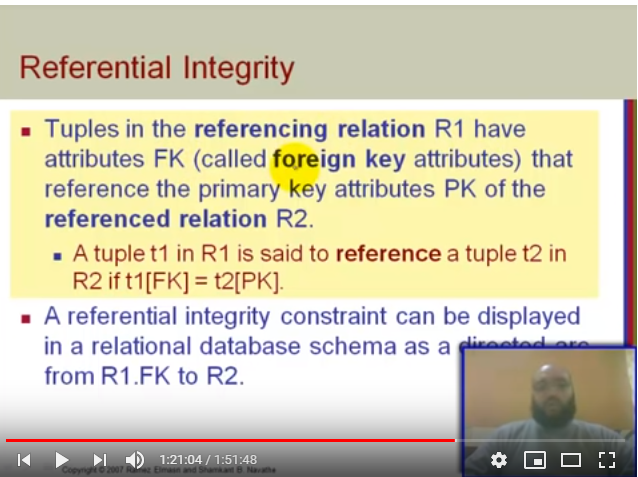 Referential Integrity
Tuples in the referencing relation R1 have
attributes FK (called foreign key attributes) that
reference the primary key attributes PK of the
referenced relation R2.
A tuple t1 in R1 is said to reference a tuple t2 in
R2 if t1[FK] = t2[PK].
A referential integrity constraint can be displayed
in a relational database schema as a directed arc
from R1.FK to R2.
1:21:04 / 1:51:48
Copyright © 2007 Ramez Elmasri and Shamkant B. Navathe